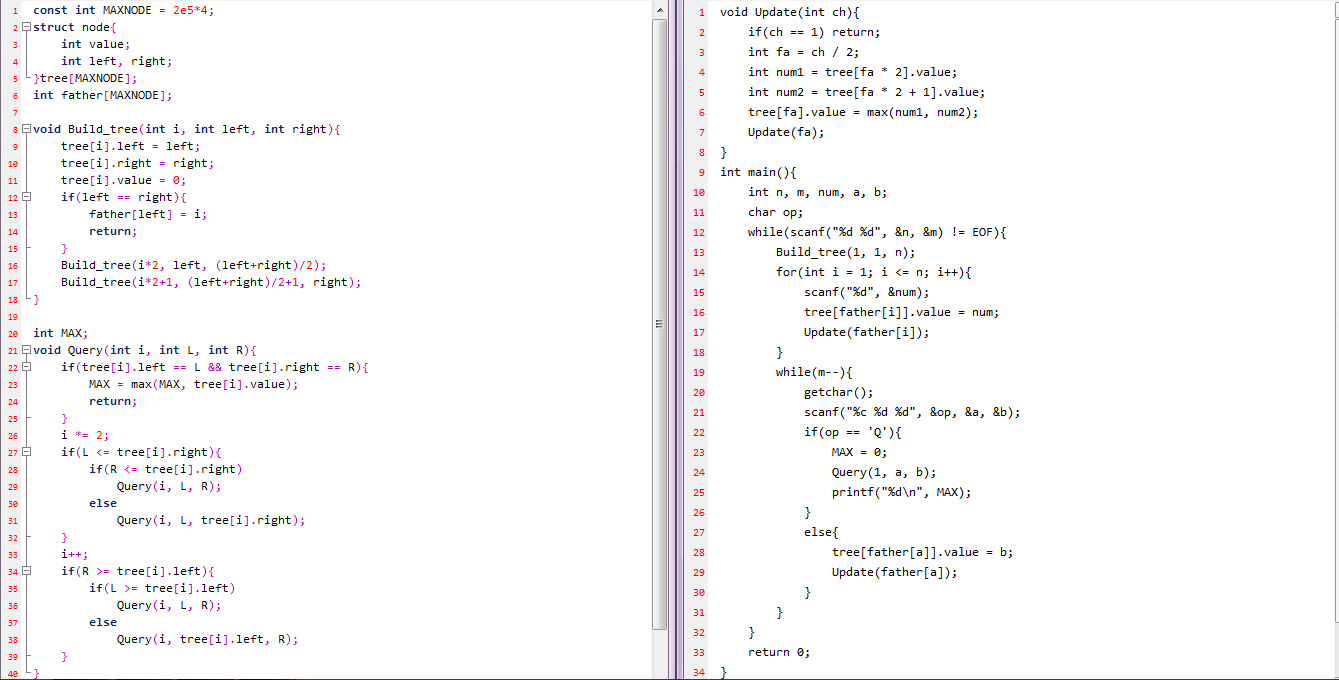 1 const int MAXNODE = 2e5*4;
2 struct node{
3     int value;
4     int left, right;
5 }tree[MAXNODE];
6 int father[MAXNODE];
7
8 void Build_tree(int i, int left, int right){
9     tree[i].left = left;
10     tree[i].right = right;
11     tree[i].value = 0;
12     if(left == right){
13         father[left] = i;
14         return;
15     }
16     Build_tree(i*2, left, (left+right)/2);
17     Build_tree(i*2+1, (left+right)/2+1, right);
18 }
19
20 int MAX;
21 void Query(int i, int L, int R){
22     if(tree[i].left == L && tree[i].right == R){
23         MAX = max(MAX, tree[i].value);
24         return;
25     }
26     i *= 2;
27     if(L <= tree[i].right){
28         if(R <= tree[i].right)
29             Query(i, L, R);
30         else
31             Query(i, L, tree[i].right);
32     }
33     i++;
34     if(R >= tree[i].left){
35         if(L >= tree[i].left)
36             Query(i, L, R);
37         else
38             Query(i, tree[i].left, R);
39     }
40 }
1 void Update(int ch){
2     if(ch == 1) return;
3     int fa = ch / 2;
4     int num1 = tree[fa * 2].value;
5     int num2 = tree[fa * 2 + 1].value;
6     tree[fa].value = max(num1, num2);
7     Update(fa);
8 }
9 int main(){
10     int n, m, num, a, b;
11     char op;
12     while(scanf("%d %d", &n, &m) != EOF){
13         Build_tree(1, 1, n);
14         for(int i = 1; i <= n; i++){
15             scanf("%d", &num);
16             tree[father[i]].value = num;
17             Update(father[i]);
18         }
19         while(m--){
20             getchar();
21             scanf("%c %d %d", &op, &a, &b);
22             if(op == 'Q'){
23                 MAX = 0;
24                 Query(1, a, b);
25                 printf("%d\n", MAX);
26             }
27             else{
28                 tree[father[a]].value = b;
29                 Update(father[a]);
30             }
31         }
32     }
33     return 0;
34 }